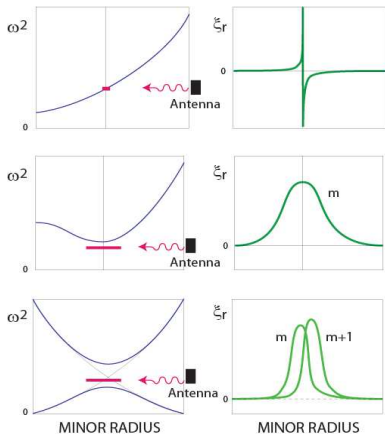 ω² ξr
0 Antenna 0
ω² ξr
m
0 Antenna 0
ω² ξr
m m+1
0 Antenna 0
MINOR RADIUS MINOR RADIUS